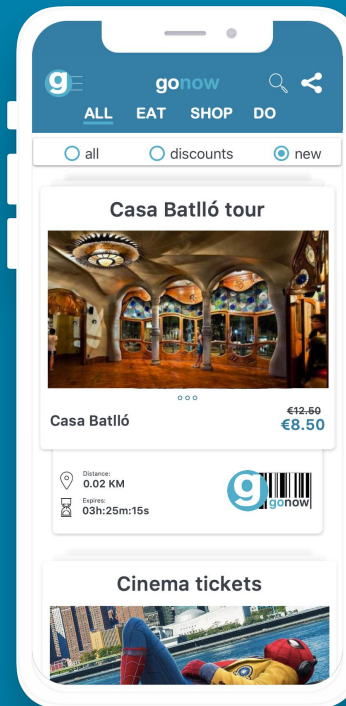 g
gonow
ALL EAT SHOP DO
all discounts new
Casa Batlló tour
€12.50
Casa Batlló
€8.50
Distance:
0.02 KM
Expires:
03h:25m:15s
g gonow
Cinema tickets